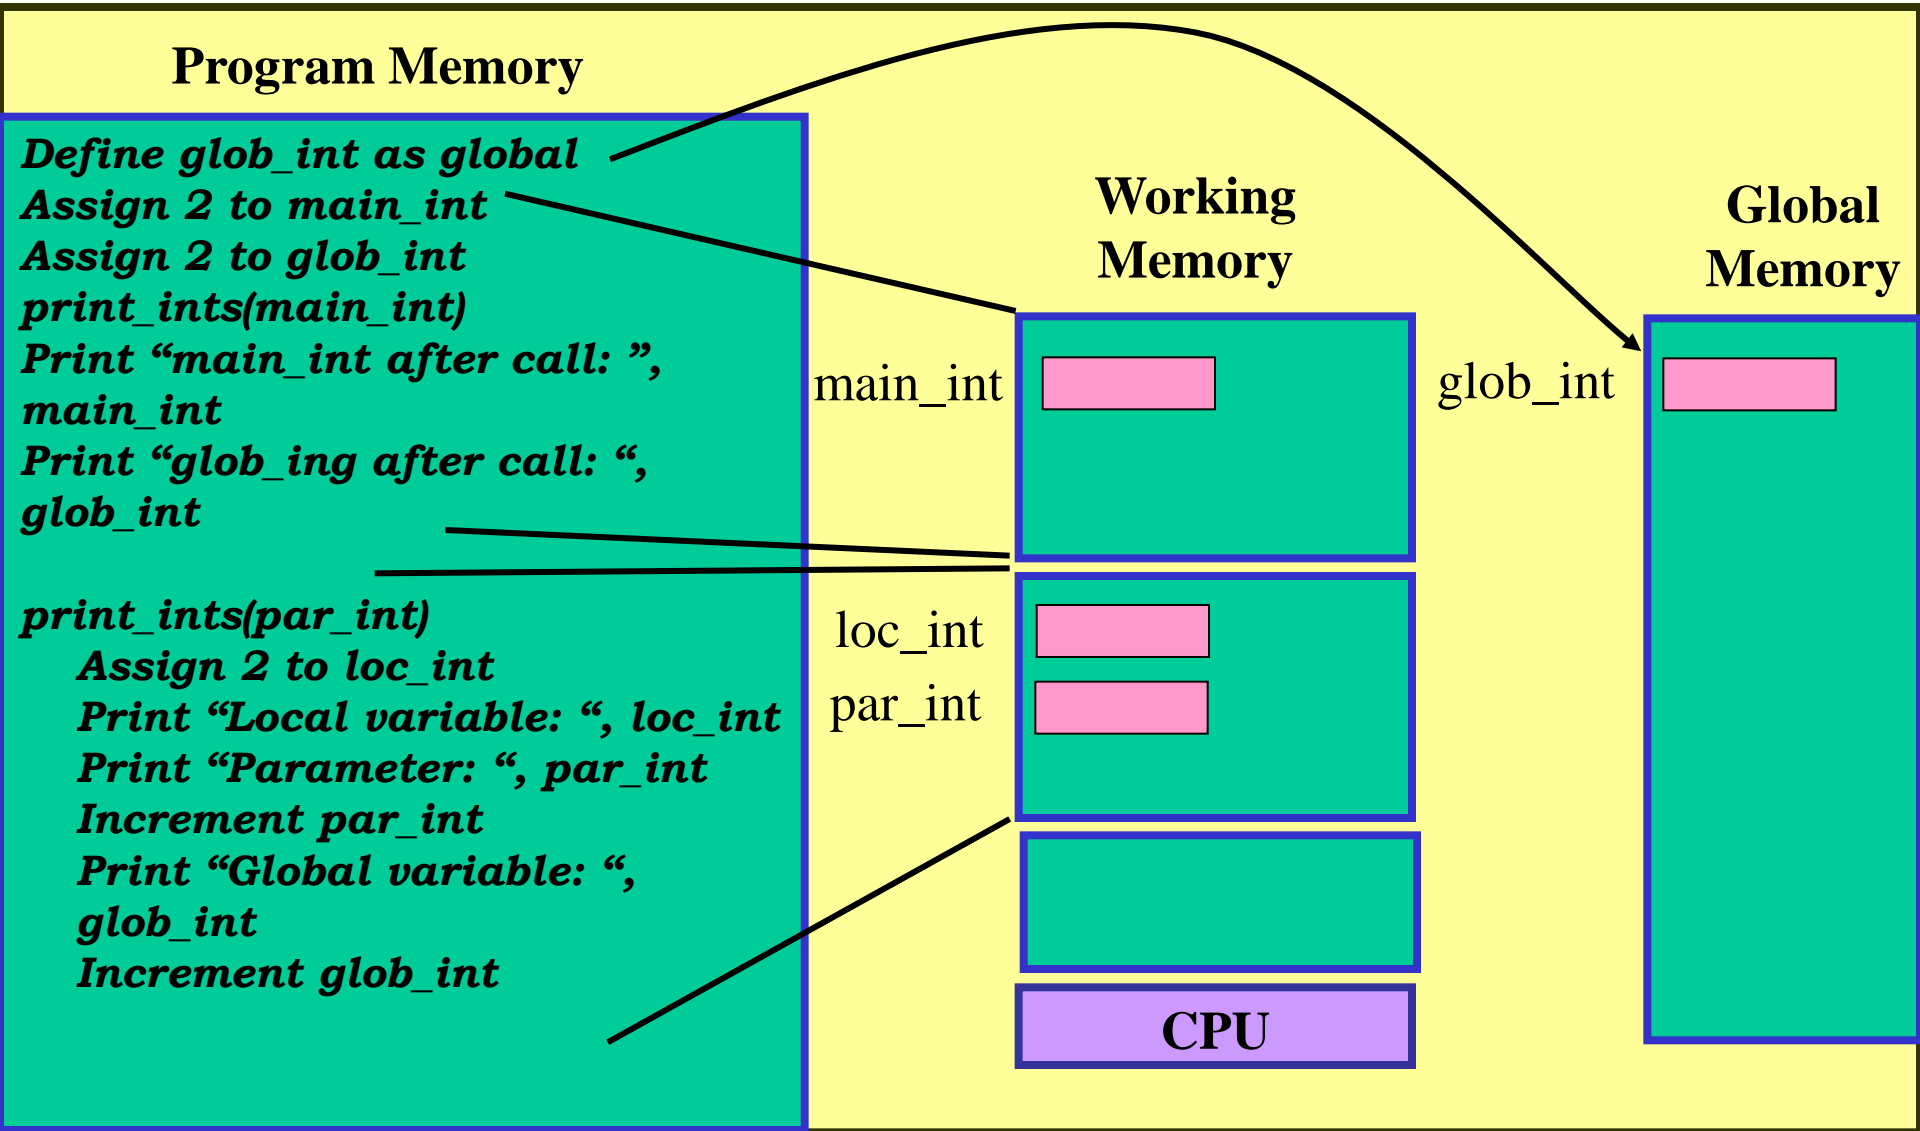 Program Memory
Define glob_int as global
Assign 2 to main_int
Assign 2 to glob_int
print_ints(main_int)
Print “main_int after call: ”,
main_int
Print “glob_ing after call: “,
glob_int
print_ints(par_int)
Assign 2 to loc_int
Print “Local variable: “, loc_int
Print “Parameter: “, par_int
Increment par_int
Print “Global variable: “,
glob_int
Increment glob_int
Working
Memory
main_int
loc_int
par_int
CPU
Global
Memory
glob_int